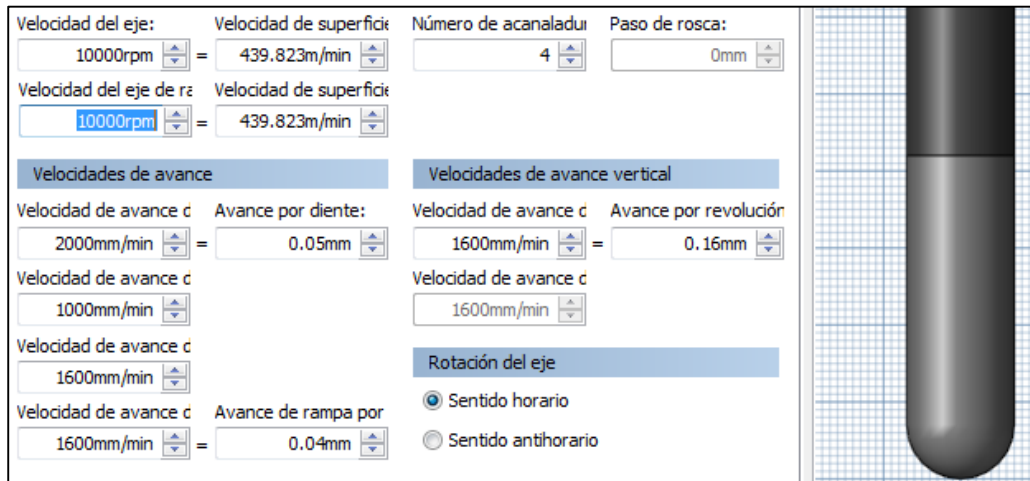 Velocidad del eje: Velocidad de superficie Número de acanaladur Paso de rosca:
10000rpm = 439.823m/min 4 0mm
Velocidad del eje de ra Velocidad de superficie
10000rpm = 439.823m/min
Velocidades de avance Velocidades de avance vertical
Velocidad de avance d Avance por diente: Velocidad de avance d Avance por revolución
2000mm/min = 0.05mm 1600mm/min = 0.16mm
Velocidad de avance d Velocidad de avance d
1000mm/min 1600mm/min
Velocidad de avance d Rotación del eje
1600mm/min Sentido horario
Velocidad de avance d Avance de rampa por
1600mm/min = 0.04mm Sentido antihorario